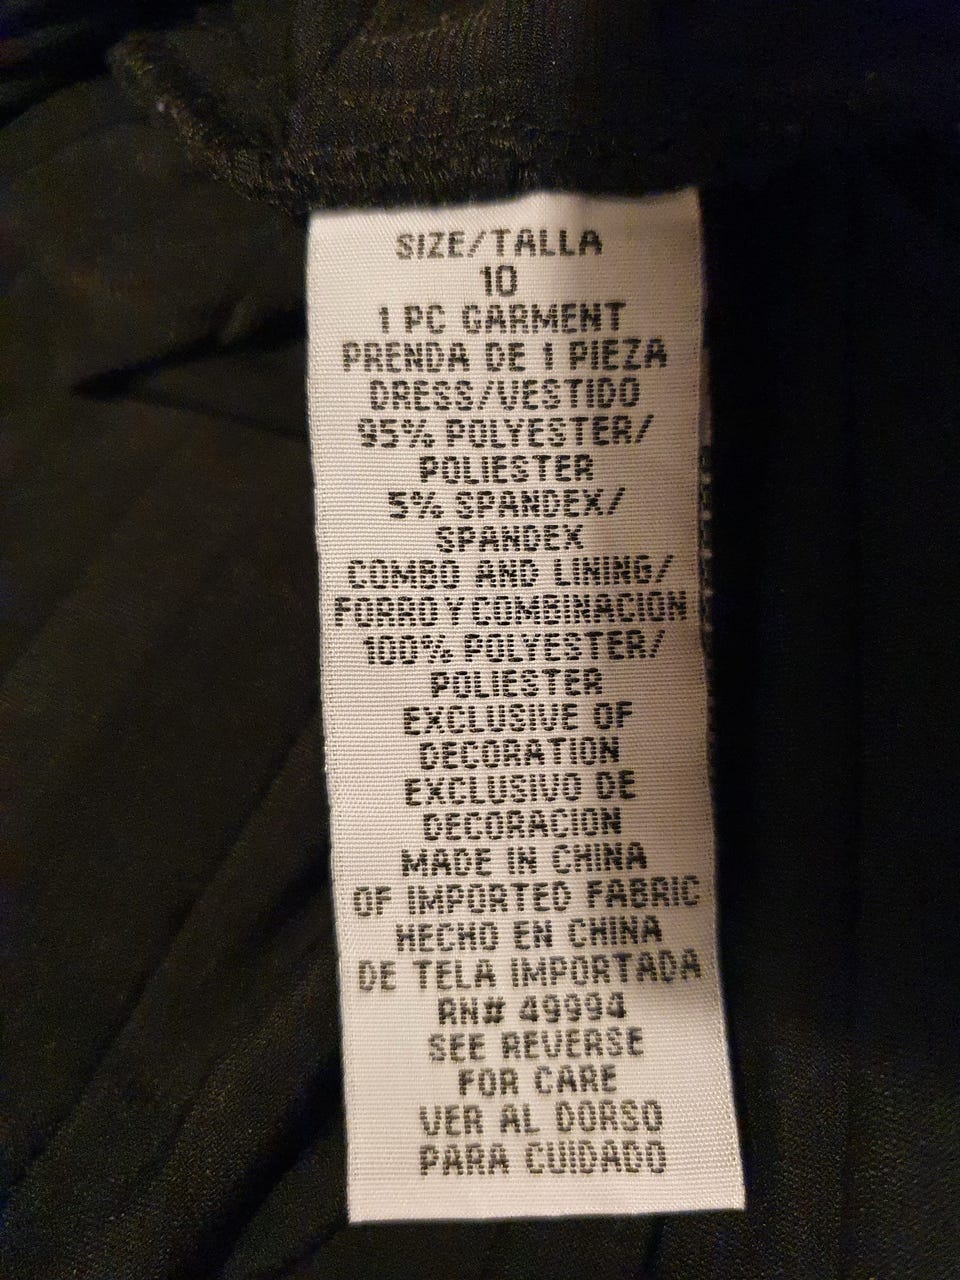 SIZE/TALLA
10
1 PC GARMENT
PRENDA DE 1 PIEZA
DRESS/VESTIDO
95% POLYESTER/
POLIESTER
5% SPANDEX/
SPANDEX
COMBO AND LINING/
FORRO Y COMBINACION
100% POLYESTER/
POLIESTER
EXCLUSIVE OF
DECORATION
EXCLUSIVO DE
DECORACION
MADE IN CHINA
OF IMPORTED FABRIC
HECHO EN CHINA
DE TELA IMPORTADA
RN# 49994
SEE REVERSE
FOR CARE
VER AL DORSO
PARA CUIDADO